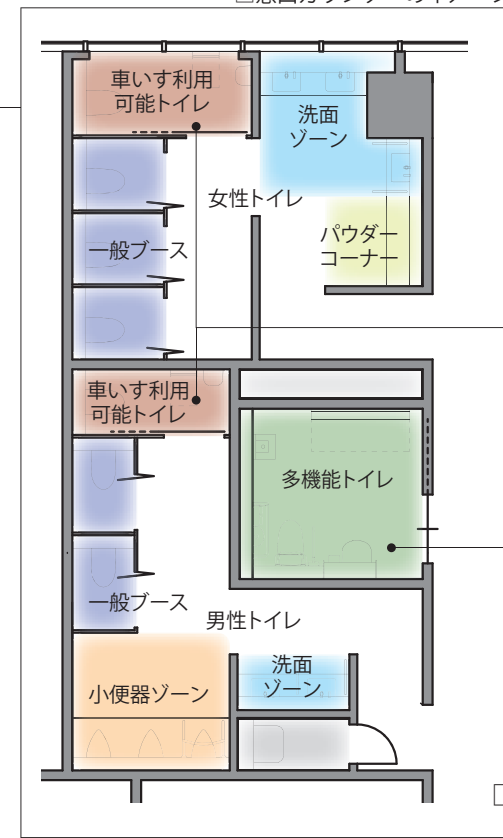 車いす利用
可能トイレ
洗面
ゾーン
女性トイレ
一般ブース
パウダー
コーナー
車いす利用
可能トイレ
多機能トイレ
一般ブース
男性トイレ
洗面
ゾーン
小便器ゾーン